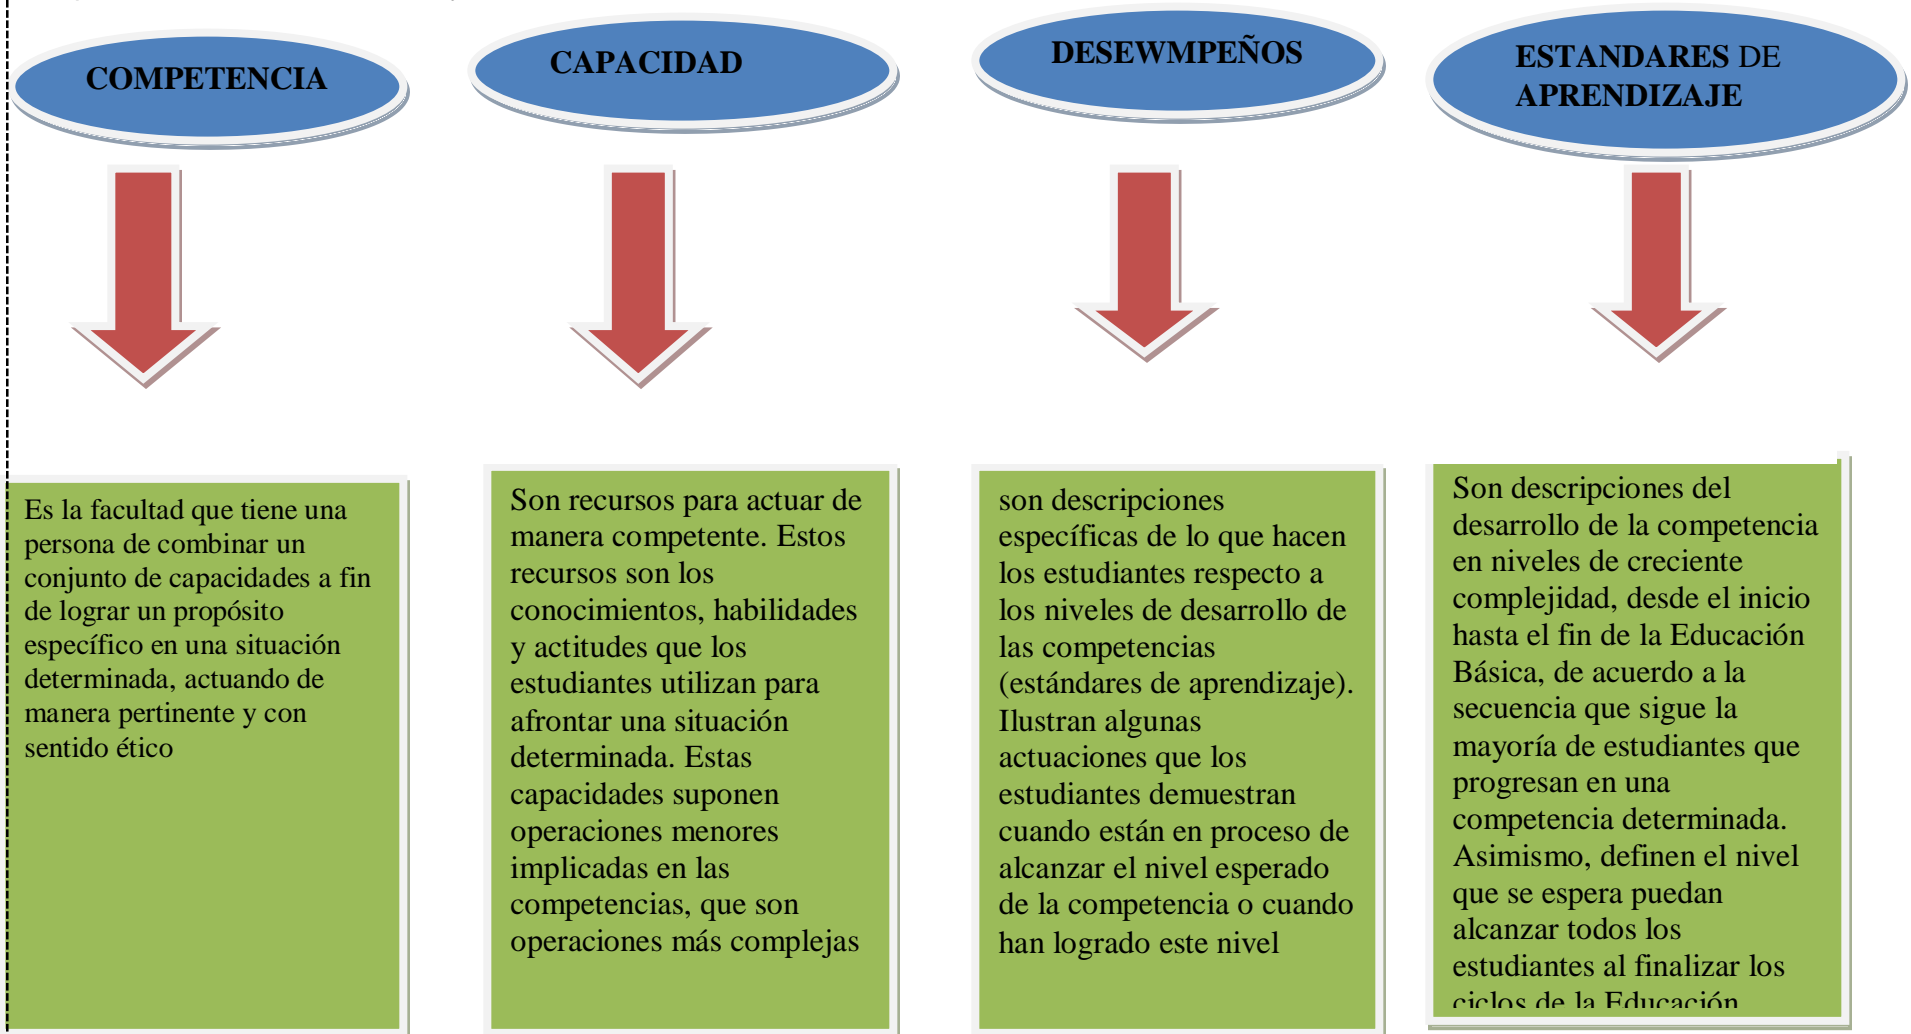 COMPETENCIA
CAPACIDAD
DESEWMPEÑOS
ESTANDARES DE
APRENDIZAJE
Es la facultad que tiene una
persona de combinar un
conjunto de capacidades a fin
de lograr un propósito
específico en una situación
determinada, actuando de
manera pertinente y con
sentido ético
Son recursos para actuar de
manera competente. Estos
recursos son los
conocimientos, habilidades
y actitudes que los
estudiantes utilizan para
afrontar una situación
determinada. Estas
capacidades suponen
operaciones menores
implicadas en las
competencias, que son
operaciones más complejas
son descripciones
específicas de lo que hacen
los estudiantes respecto a
los niveles de desarrollo de
las competencias
(estándares de aprendizaje).
Ilustran algunas
actuaciones que los
estudiantes demuestran
cuando están en proceso de
alcanzar el nivel esperado
de la competencia o cuando
han logrado este nivel
Son descripciones del
desarrollo de la competencia
en niveles de creciente
complejidad, desde el inicio
hasta el fin de la Educación
Básica, de acuerdo a la
secuencia que sigue la
mayoría de estudiantes que
progresan en una
competencia determinada.
Asimismo, definen el nivel
que se espera puedan
alcanzar todos los
estudiantes al finalizar los
ciclos de la Educación